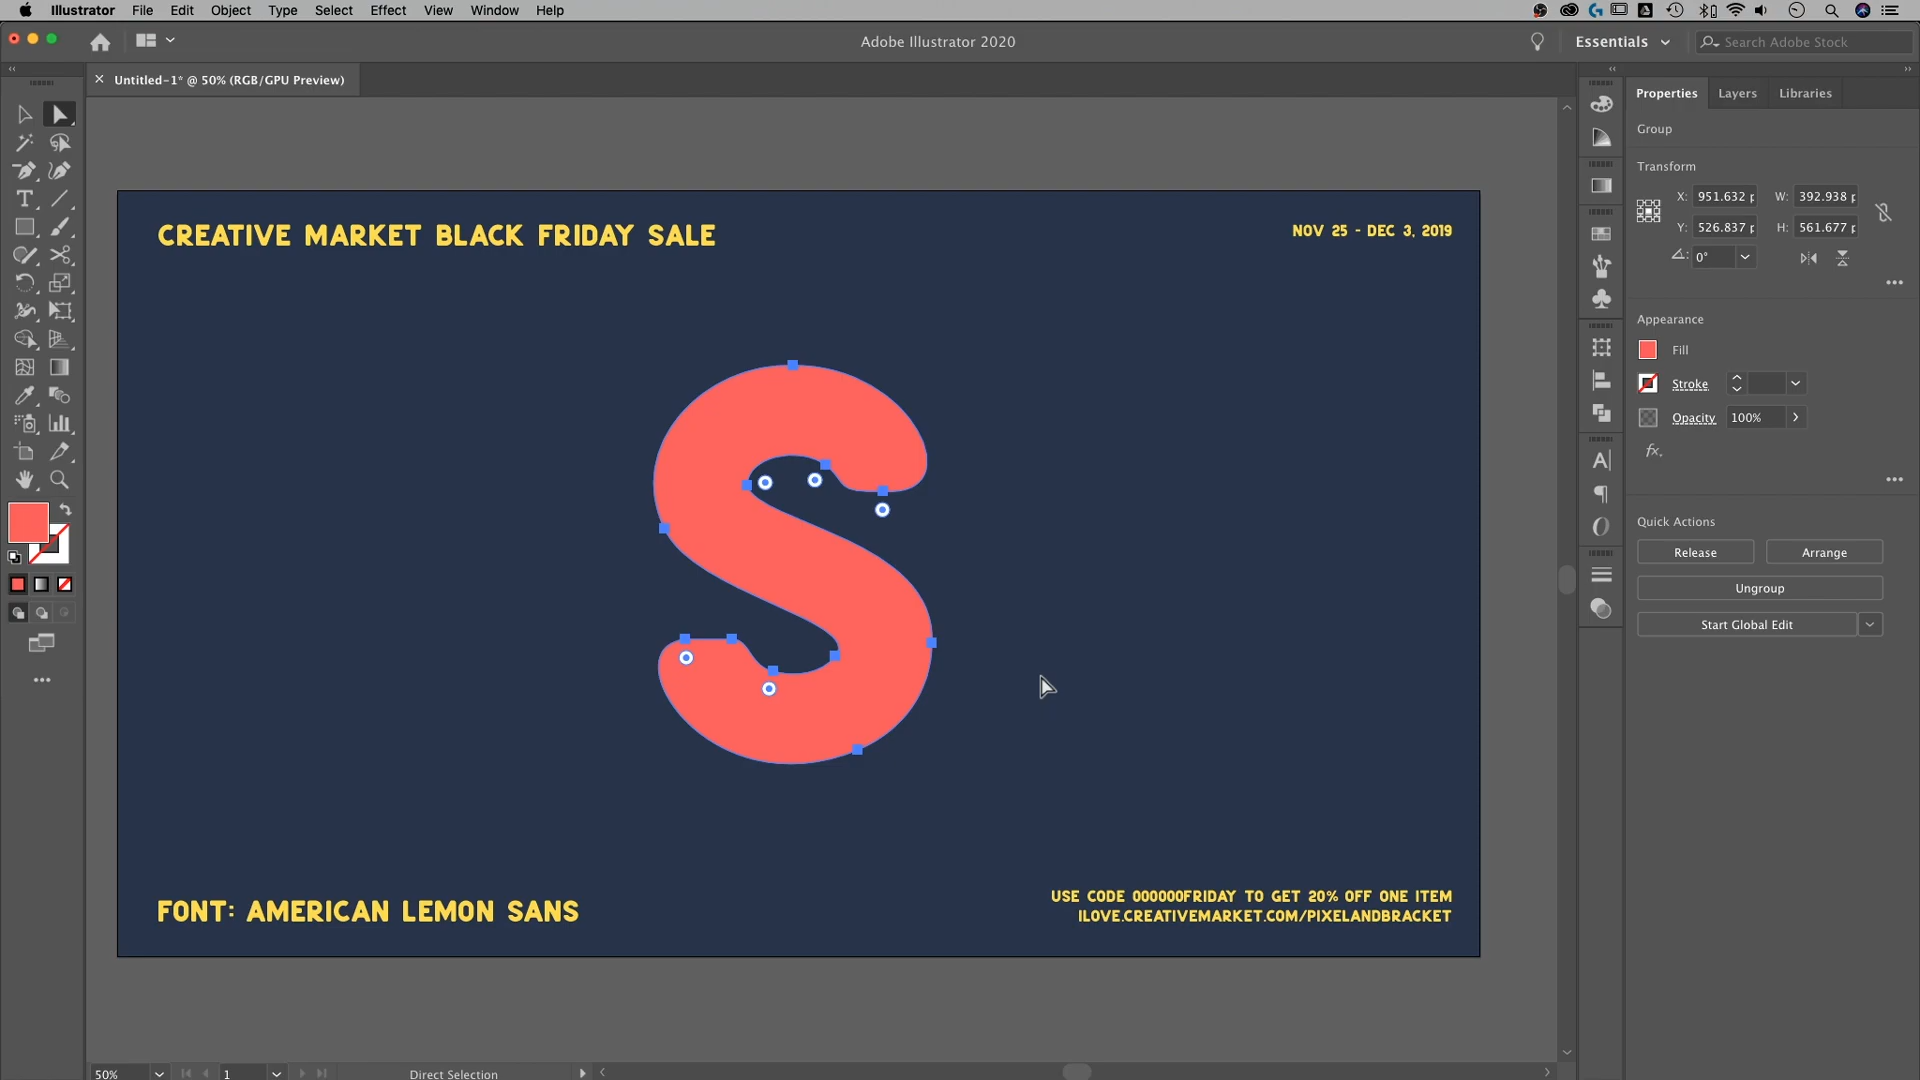 Illustrator File Edit Object Type Select Effect View Window Help
Adobe Illustrator 2020
Essentials
Search Adobe Stock
Untitled-1* @ 50% (RGB/GPU Preview)
Properties Layers Libraries
Group
Transform
X: 951.632 p W: 392.938 p
Y: 526.837 p H: 561.677 p
0°
Appearance
Fill
Stroke
Opacity 100%
fx.
Quick Actions
Release Arrange
Ungroup
Start Global Edit
CREATIVE MARKET BLACK FRIDAY SALE
NOV 25 - DEC 3, 2019
S
FONT: AMERICAN LEMON SANS
USE CODE 000000FRIDAY TO GET 20% OFF ONE ITEM
ILOVE.CREATIVEMARKET.COM/PIXELANDBRACKET
50% 1 Direct Selection